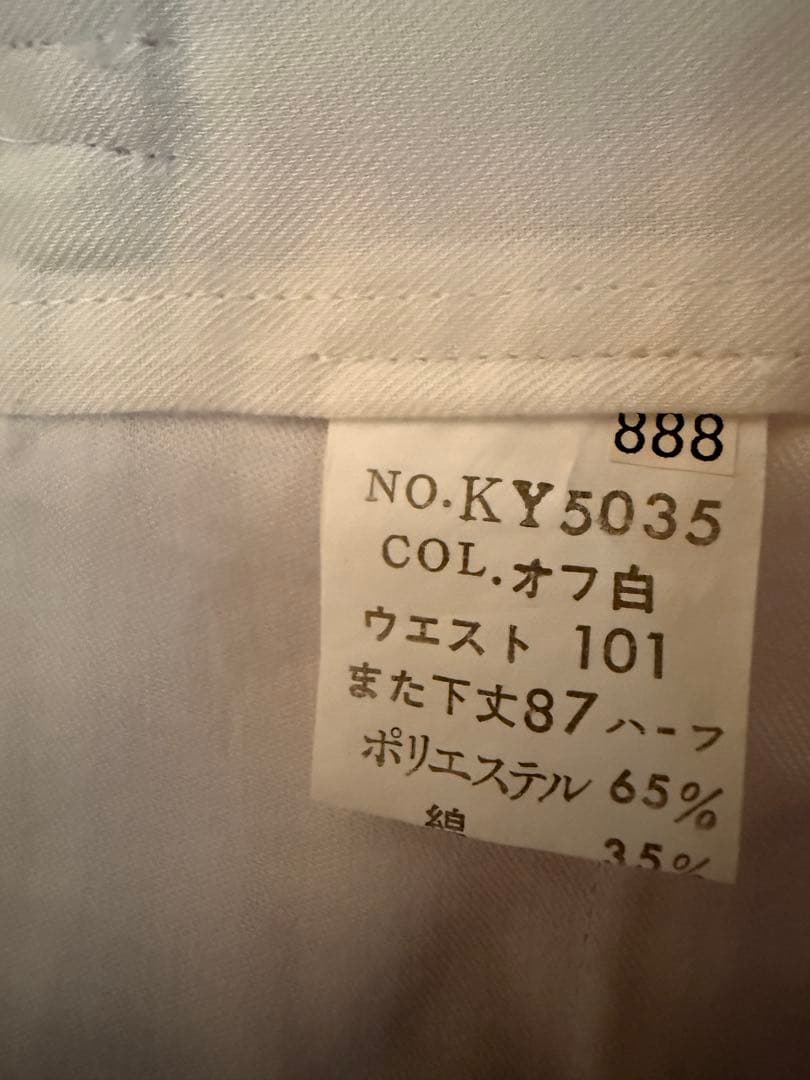 888
NO.KY5035
COL.オフ白
ウエスト 101
また下丈87ハーフ
ポリエステル 65%
綿 35%